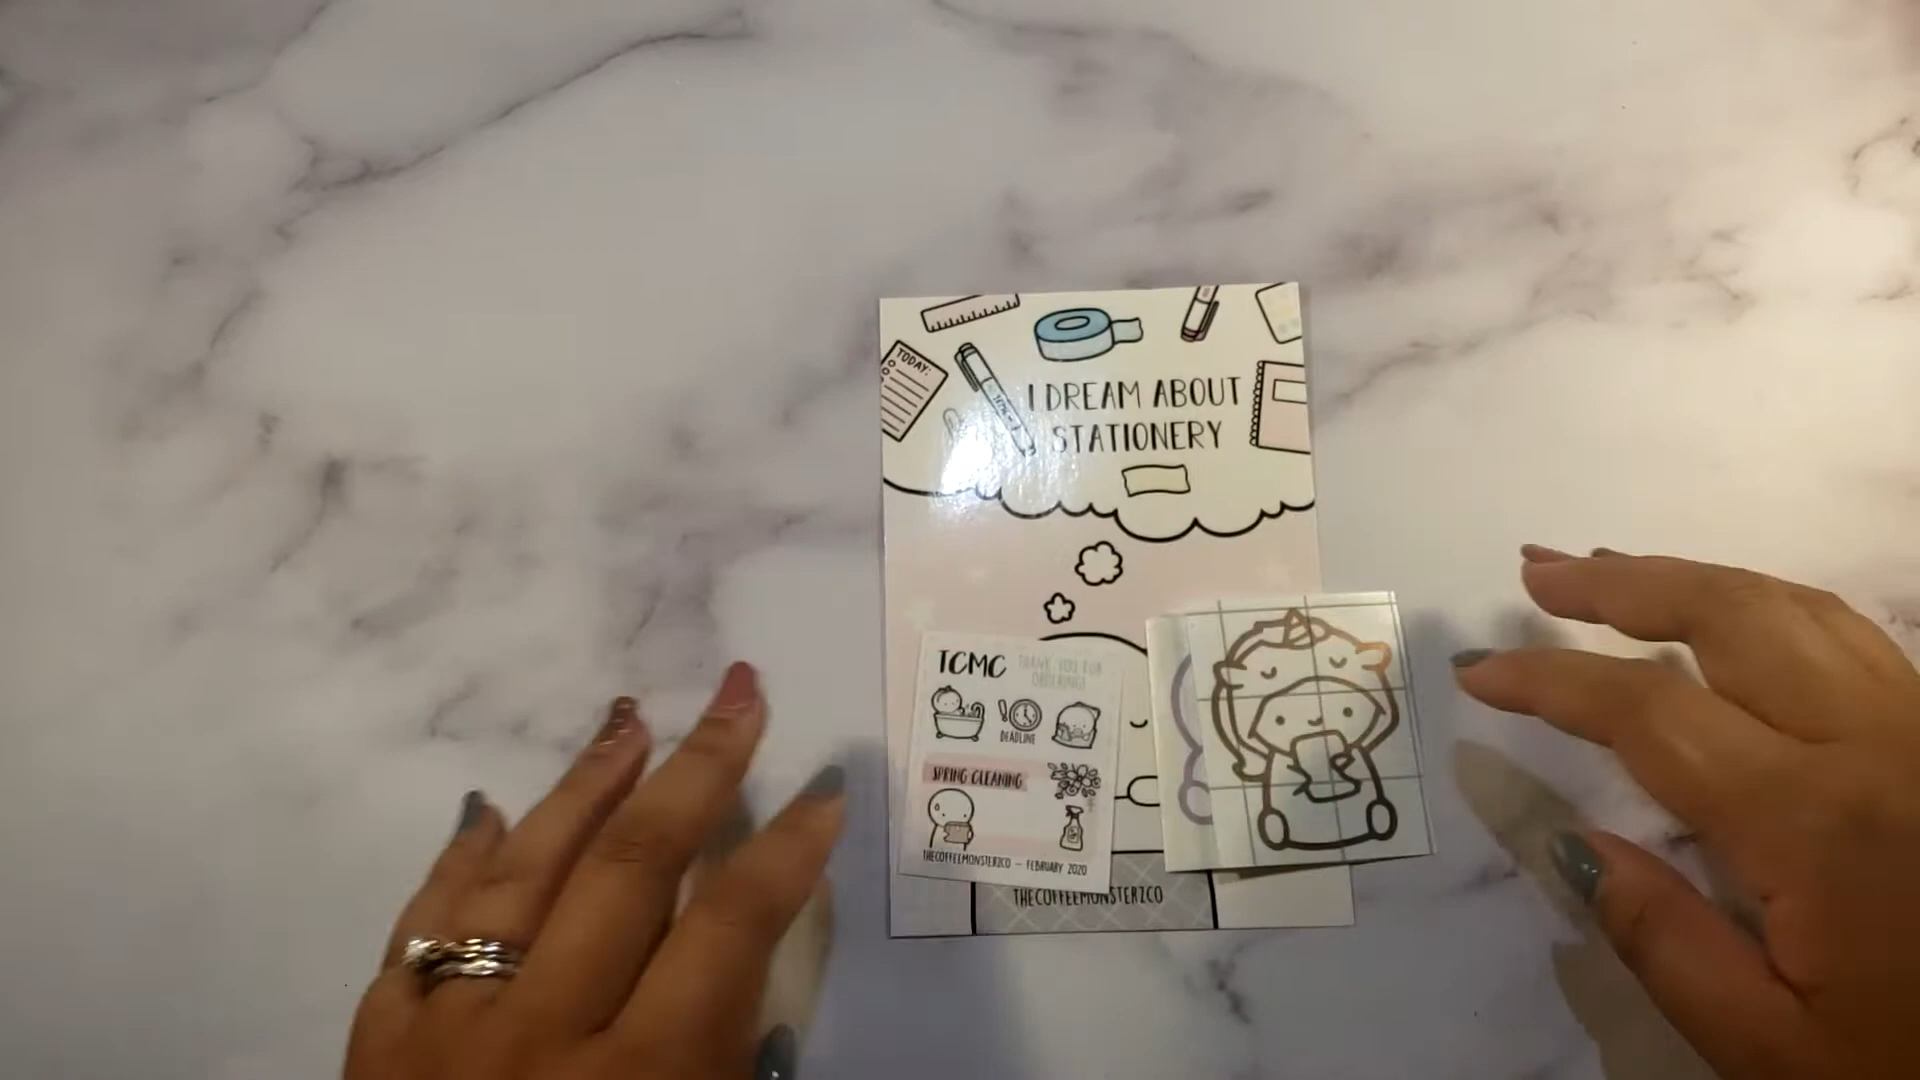 TODAY:
I DREAM ABOUT
STATIONERY
TCMC
THANK YOU FOR
ORDERING!
DEADLINE
SPRING CLEANING
THECOFFEEMONSTERZCO — FEBRUARY 2020
THECOFFEEMONSTERZCO